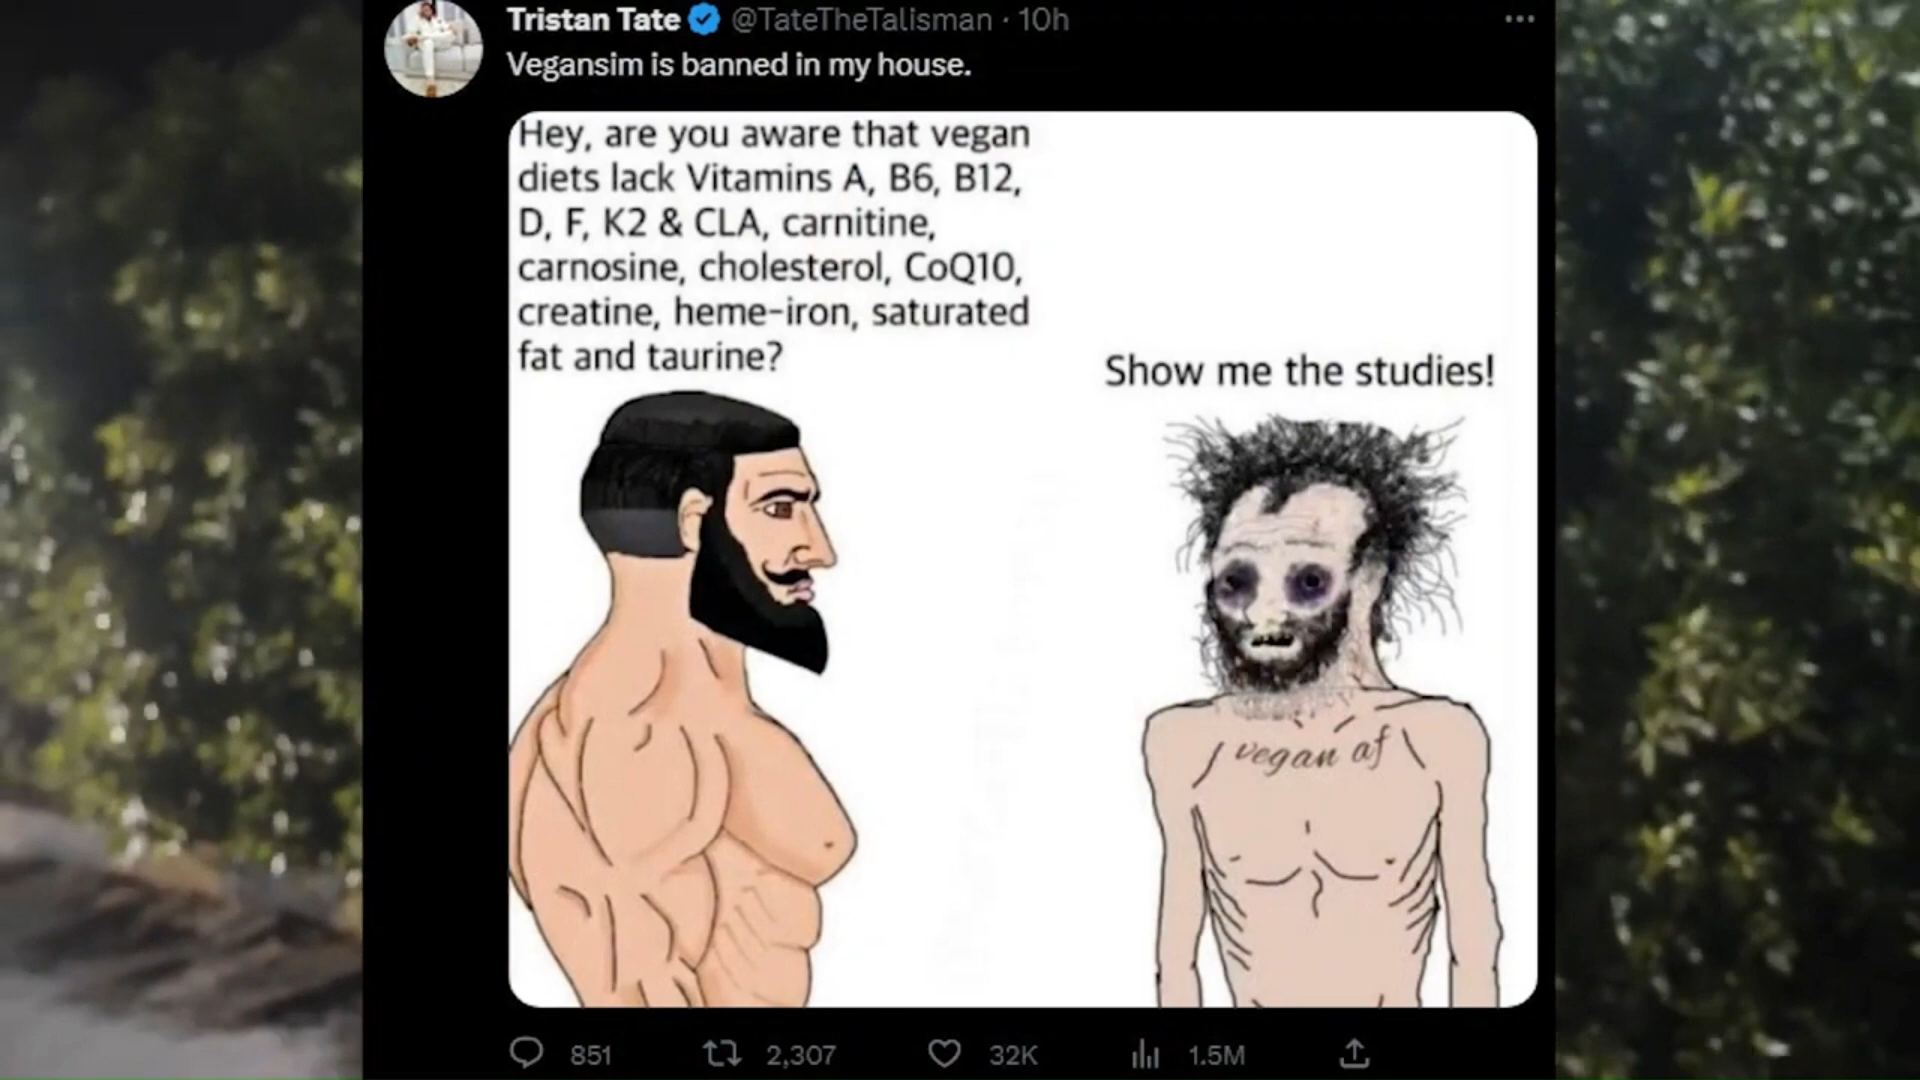 Tristan Tate @TateTheTalisman · 10h
Vegansim is banned in my house.
Hey, are you aware that vegan
diets lack Vitamins A, B6, B12,
D, F, K2 & CLA, carnitine,
carnosine, cholesterol, CoQ10,
creatine, heme-iron, saturated
fat and taurine?
Show me the studies!
vegan af
851 2,307 32K 1.5M